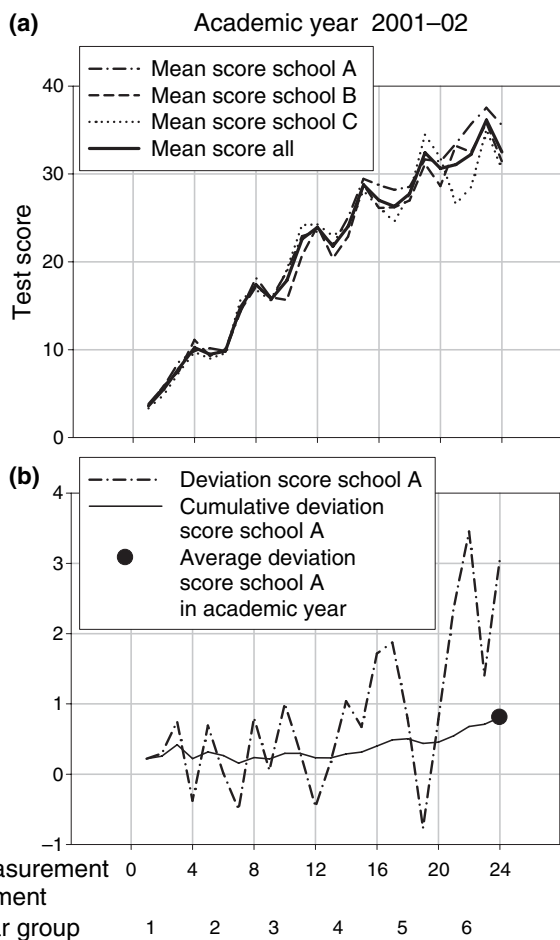 (a) Academic year 2001–02
Mean score school A
Mean score school B
Mean score school C
Mean score all
40
30
20
10
0
Test score
(b)
Deviation score school A
Cumulative deviation
score school A
Average deviation
score school A
in academic year
4
3
2
1
0
–1
asurement 0 4 8 12 16 20 24
ment
r group 1 2 3 4 5 6